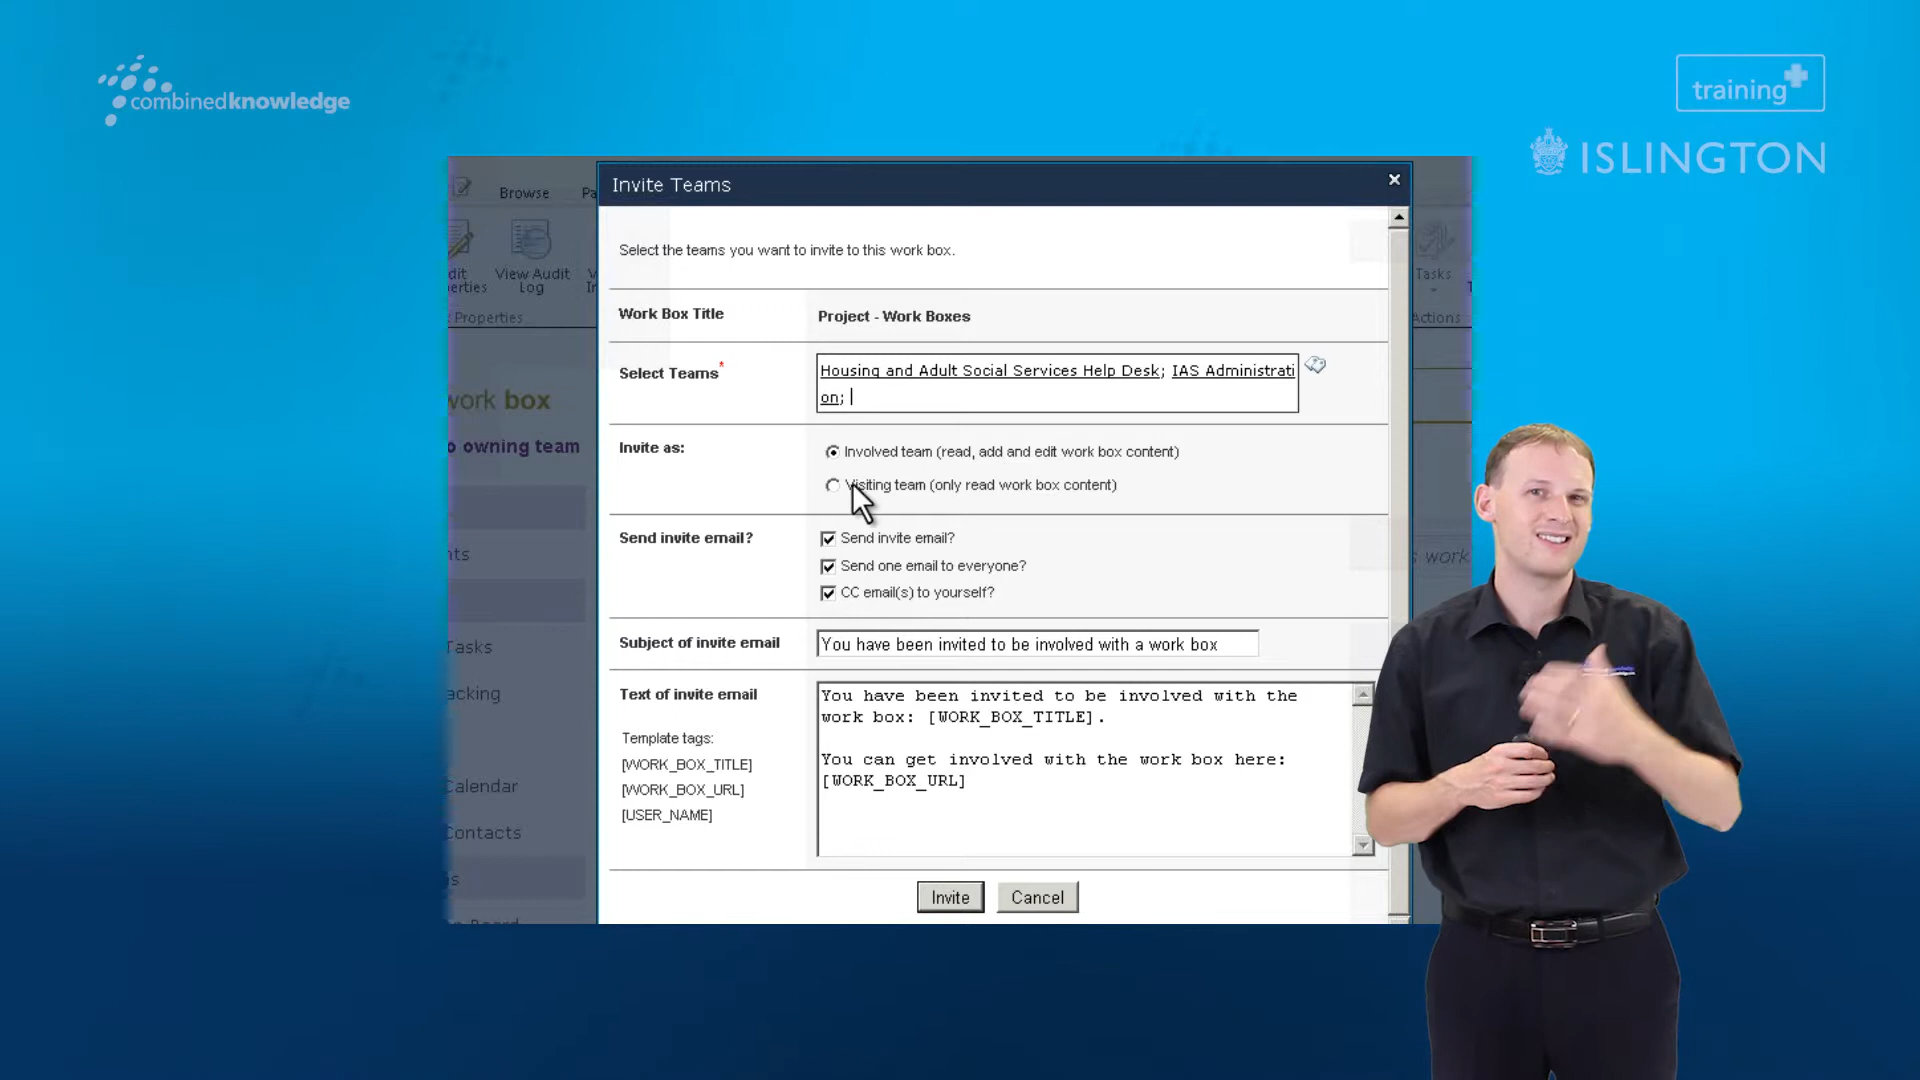 combinedknowledge
training
ISLINGTON
Invite Teams
Browse
Pa
View Audit
Log
dit
erties
Properties
Tasks
Actions
Select the teams you want to invite to this work box.
Work Box Title
Project - Work Boxes
Select Teams*
Housing and Adult Social Services Help Desk; IAS Administrati
on;
work box
o owning team
Invite as:
Involved team (read, add and edit work box content)
Visiting team (only read work box content)
Send invite email?
Send invite email?
Send one email to everyone?
CC email(s) to yourself?
nts
s work
Subject of invite email
You have been invited to be involved with a work box
Tasks
acking
Calendar
Contacts
s
Text of invite email
Template tags:
[WORK_BOX_TITLE]
[WORK_BOX_URL]
[USER_NAME]
You have been invited to be involved with the
work box: [WORK_BOX_TITLE].
You can get involved with the work box here:
[WORK_BOX_URL]
Invite
Cancel